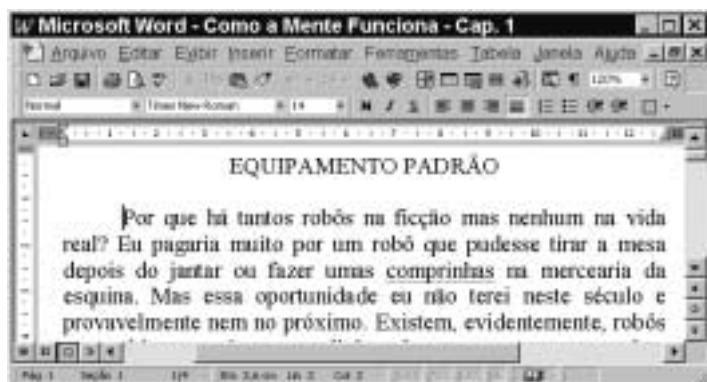 Microsoft Word - Como a Mente Funciona - Cap. 1
Arquivo Editar Exibir Inserir Formatar Ferramentas Tabela Janela Ajuda
120%
Normal Times New Roman 14 N I S
EQUIPAMENTO PADRÃO
Por que há tantos robôs na ficção mas nenhum na vida
real? Eu pagaria muito por um robô que pudesse tirar a mesa
depois do jantar ou fazer umas comprinhas na mercearia da
esquina. Mas essa oportunidade eu não terei neste século e
provavelmente nem no próximo. Existem, evidentemente, robôs
Pág 1 Seção 1 1/9